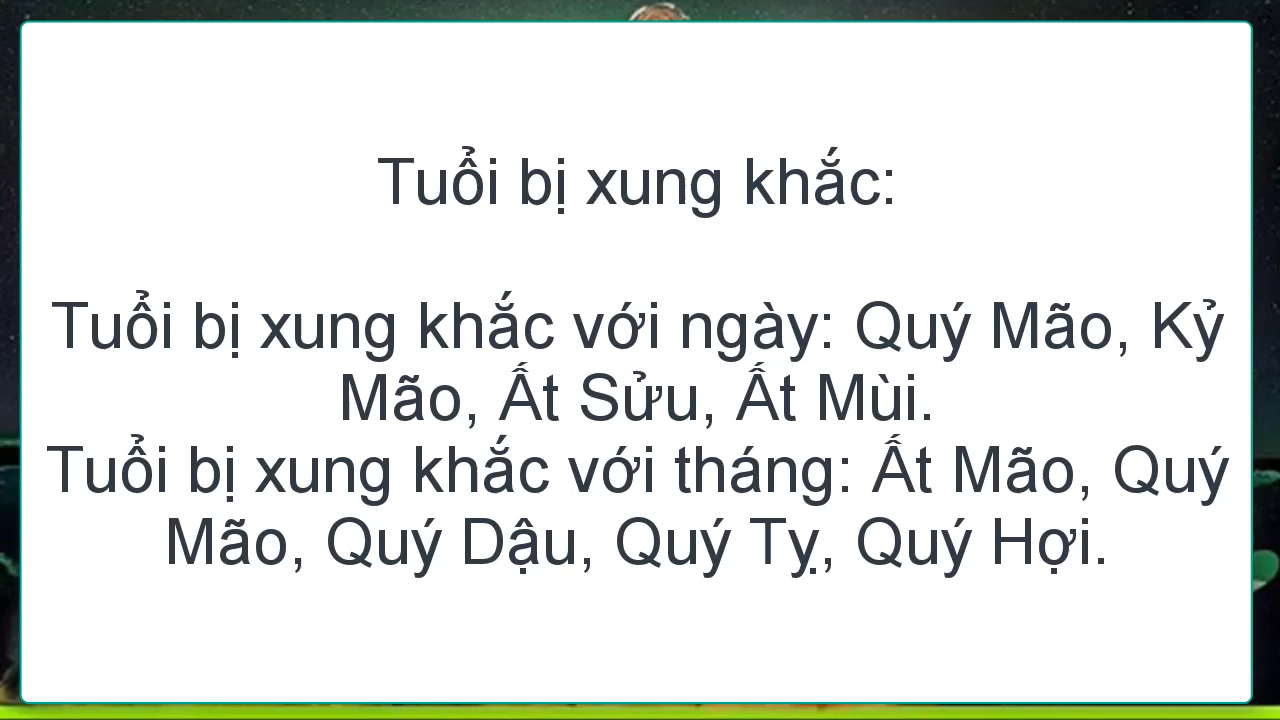 Tuổi bị xung khắc:
Tuổi bị xung khắc với ngày: Quý Mão, Kỷ
Mão, Ất Sửu, Ất Mùi.
Tuổi bị xung khắc với tháng: Ất Mão, Quý
Mão, Quý Dậu, Quý Tỵ, Quý Hợi.